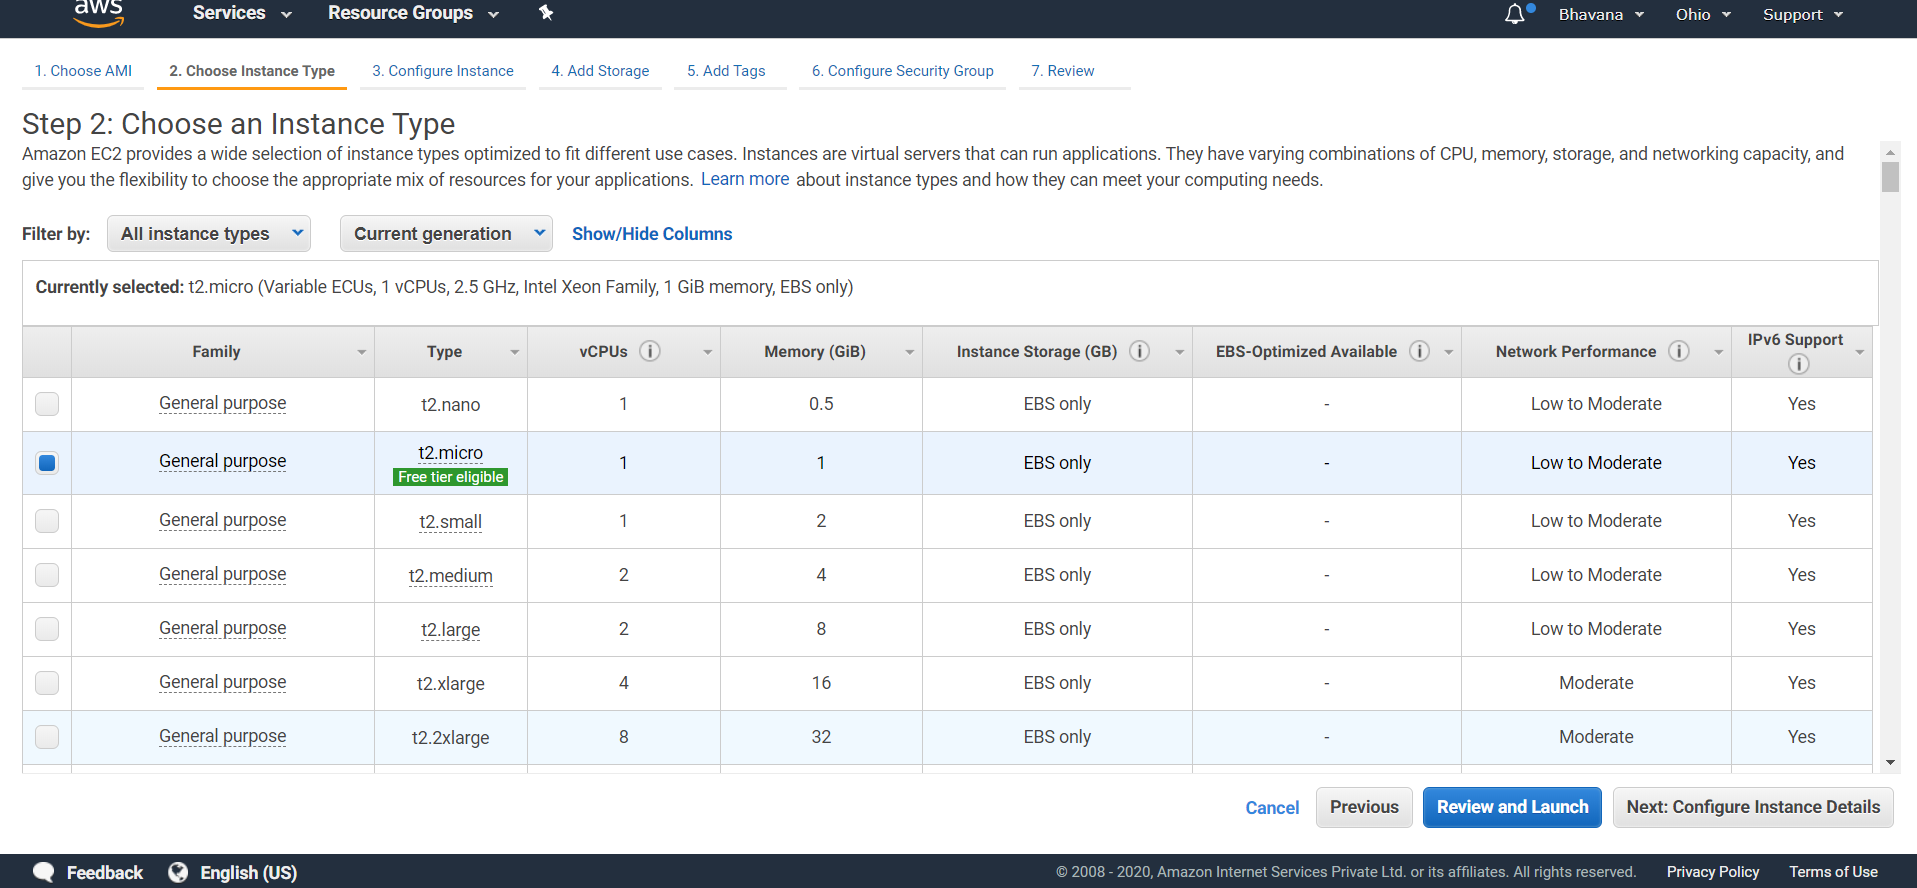 aws Services Resource Groups Bhavana Ohio Support
1. Choose AMI 2. Choose Instance Type 3. Configure Instance 4. Add Storage 5. Add Tags 6. Configure Security Group 7. Review
Step 2: Choose an Instance Type
Amazon EC2 provides a wide selection of instance types optimized to fit different use cases. Instances are virtual servers that can run applications. They have varying combinations of CPU, memory, storage, and networking capacity, and
give you the flexibility to choose the appropriate mix of resources for your applications. Learn more about instance types and how they can meet your computing needs.
Filter by: All instance types Current generation Show/Hide Columns
Currently selected: t2.micro (Variable ECUs, 1 vCPUs, 2.5 GHz, Intel Xeon Family, 1 GiB memory, EBS only)
Family Type vCPUs i Memory (GiB) Instance Storage (GB) i EBS-Optimized Available i Network Performance i IPv6 Support i
General purpose t2.nano 1 0.5 EBS only - Low to Moderate Yes
General purpose t2.micro 1 1 EBS only - Low to Moderate Yes
Free tier eligible
General purpose t2.small 1 2 EBS only - Low to Moderate Yes
General purpose t2.medium 2 4 EBS only - Low to Moderate Yes
General purpose t2.large 2 8 EBS only - Low to Moderate Yes
General purpose t2.xlarge 4 16 EBS only - Moderate Yes
General purpose t2.2xlarge 8 32 EBS only - Moderate Yes
Cancel Previous Review and Launch Next: Configure Instance Details
Feedback English (US) © 2008 - 2020, Amazon Internet Services Private Ltd. or its affiliates. All rights reserved. Privacy Policy Terms of Use